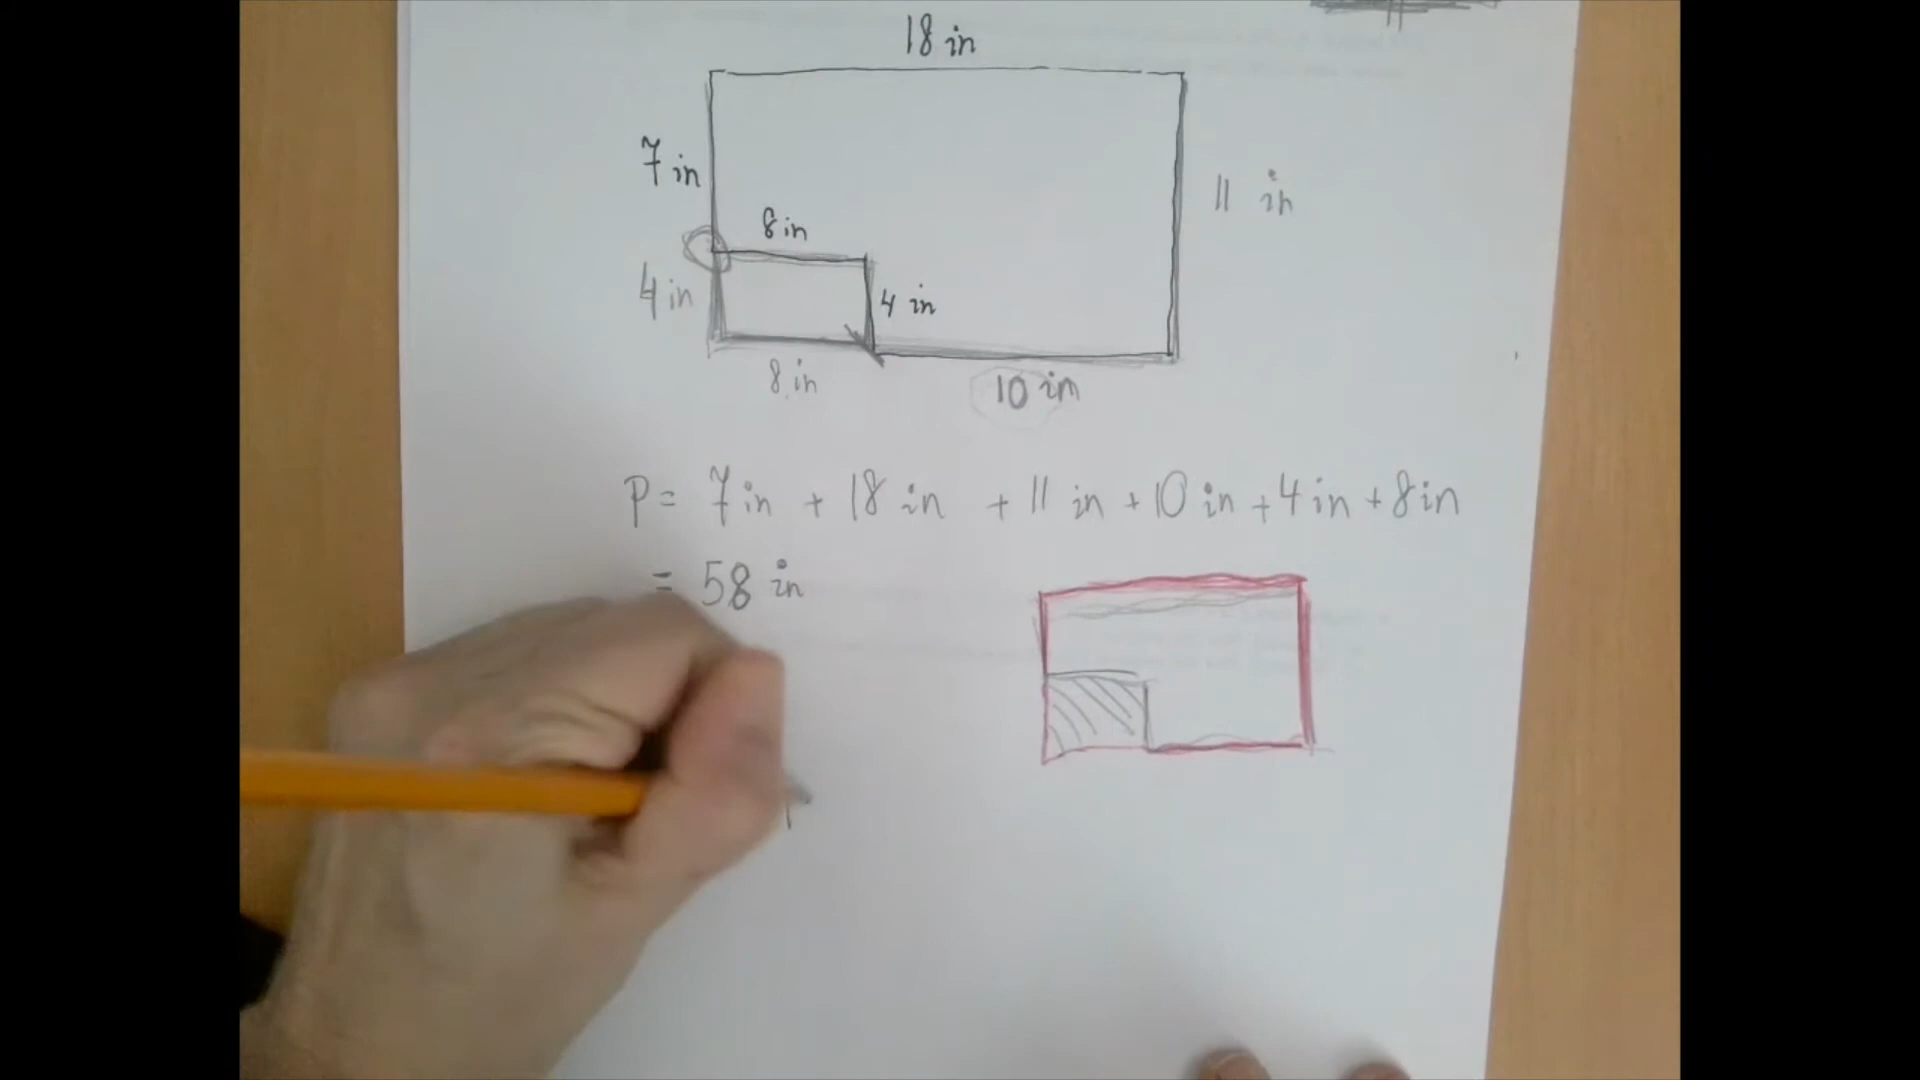 18 in
7 in
11 in
8 in
4 in
4 in
8 in
10 in
P = 7 in + 18 in + 11 in + 10 in + 4 in + 8 in
= 58 in